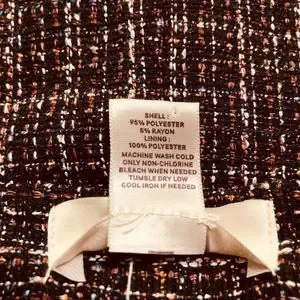 SHELL :
95% POLYESTER
5% RAYON
LINING :
100% POLYESTER
MACHINE WASH COLD
ONLY NON-CHLORINE
BLEACH WHEN NEEDED
TUMBLE DRY LOW
COOL IRON IF NEEDED